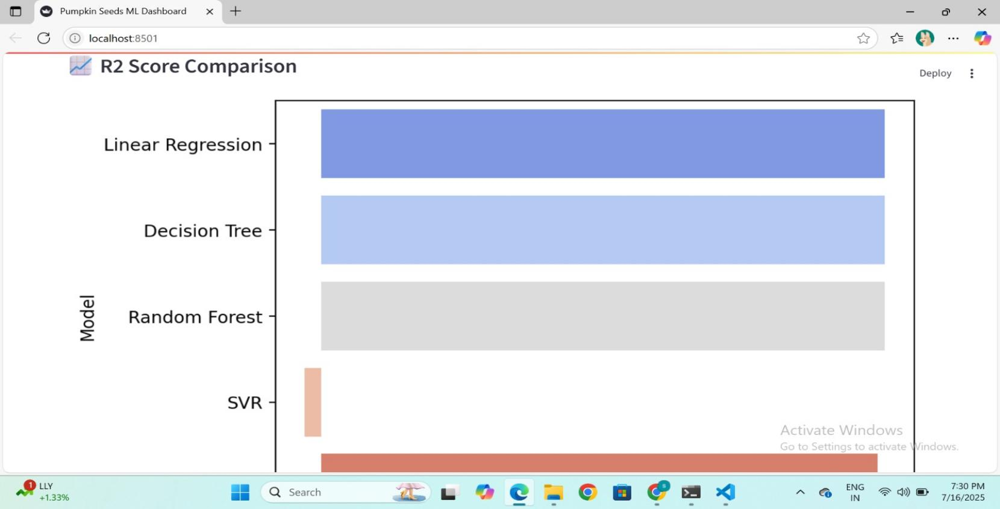 Pumpkin Seeds ML Dashboard
localhost:8501
R2 Score Comparison
Deploy
Linear Regression
Decision Tree
Random Forest
SVR
Model
Activate Windows
Go to Settings to activate Windows.
1
LLY
+1.33%
Search
S
ENG
IN
7:30 PM
7/16/2025